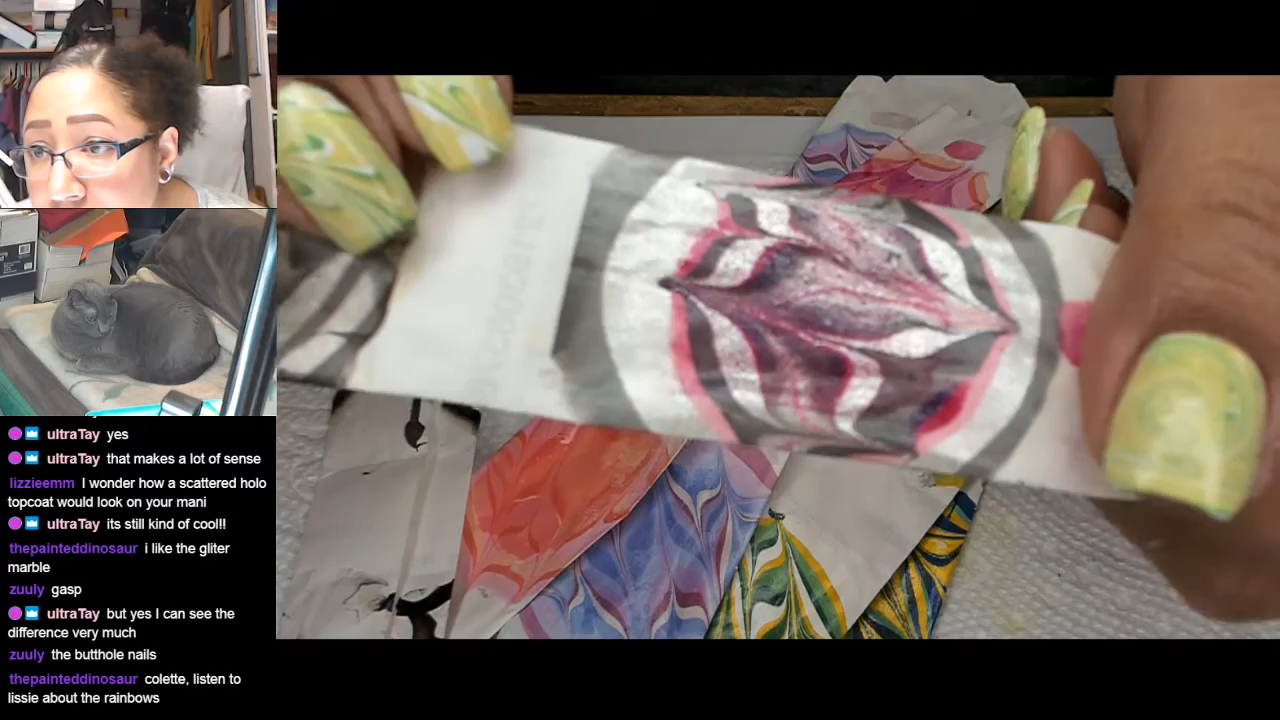 ultraTay yes
ultraTay that makes a lot of sense
lizzieemm I wonder how a scattered holo
topcoat would look on your mani
ultraTay its still kind of cool!!
thepainteddinosaur i like the gliter
marble
zuuly gasp
ultraTay but yes I can see the
difference very much
zuuly the butthole nails
thepainteddinosaur colette, listen to
lissie about the rainbows